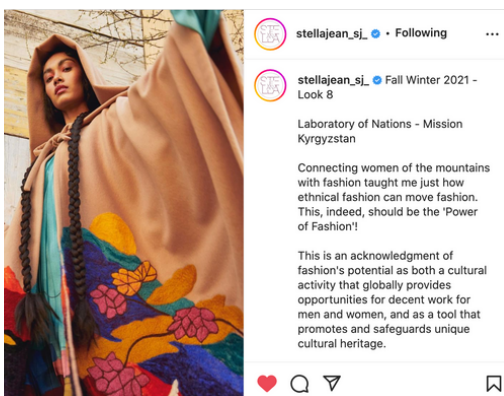 stellajean_sj_ • Following
stellajean_sj_ Fall Winter 2021 -
Look 8
Laboratory of Nations - Mission
Kyrgyzstan
Connecting women of the mountains
with fashion taught me just how
ethnical fashion can move fashion.
This, indeed, should be the 'Power
of Fashion'!
This is an acknowledgment of
fashion's potential as both a cultural
activity that globally provides
opportunities for decent work for
men and women, and as a tool that
promotes and safeguards unique
cultural heritage.